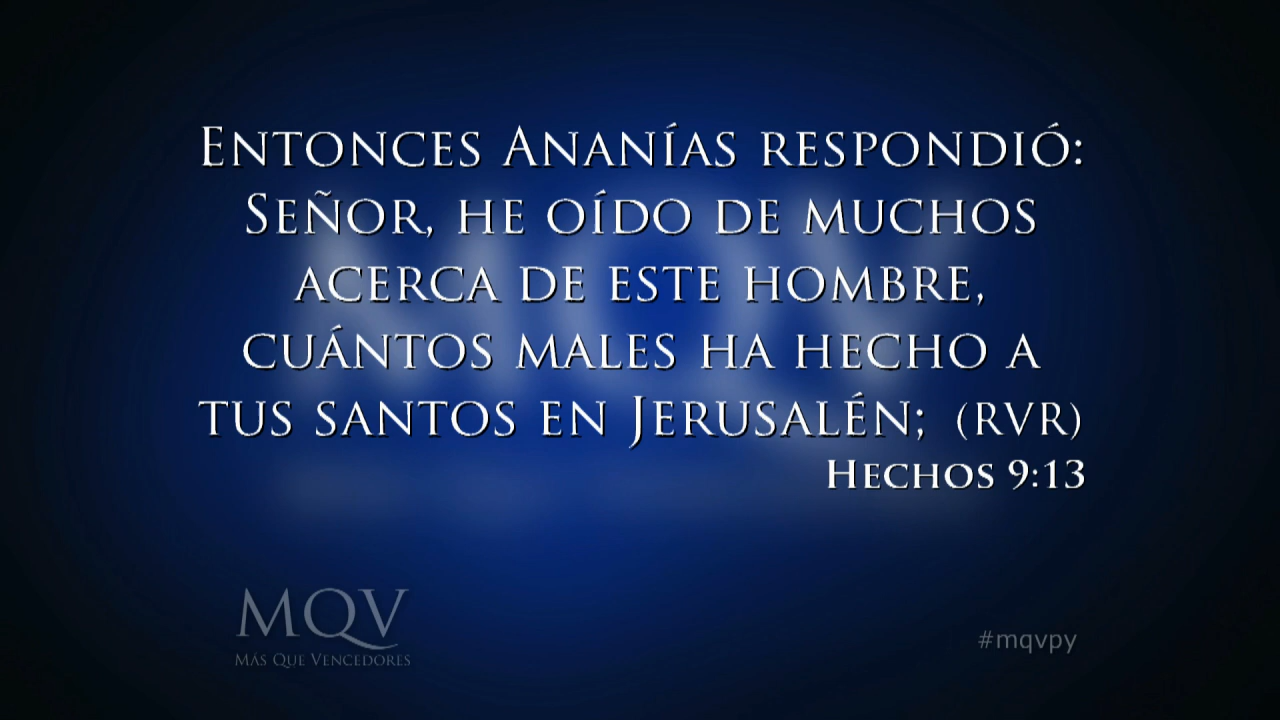 Entonces Ananías respondió:
Señor, he oído de muchos
acerca de este hombre,
cuántos males ha hecho a
tus santos en Jerusalén; (RVR)
Hechos 9:13
MQV
Más Que Vencedores
#mqvpy